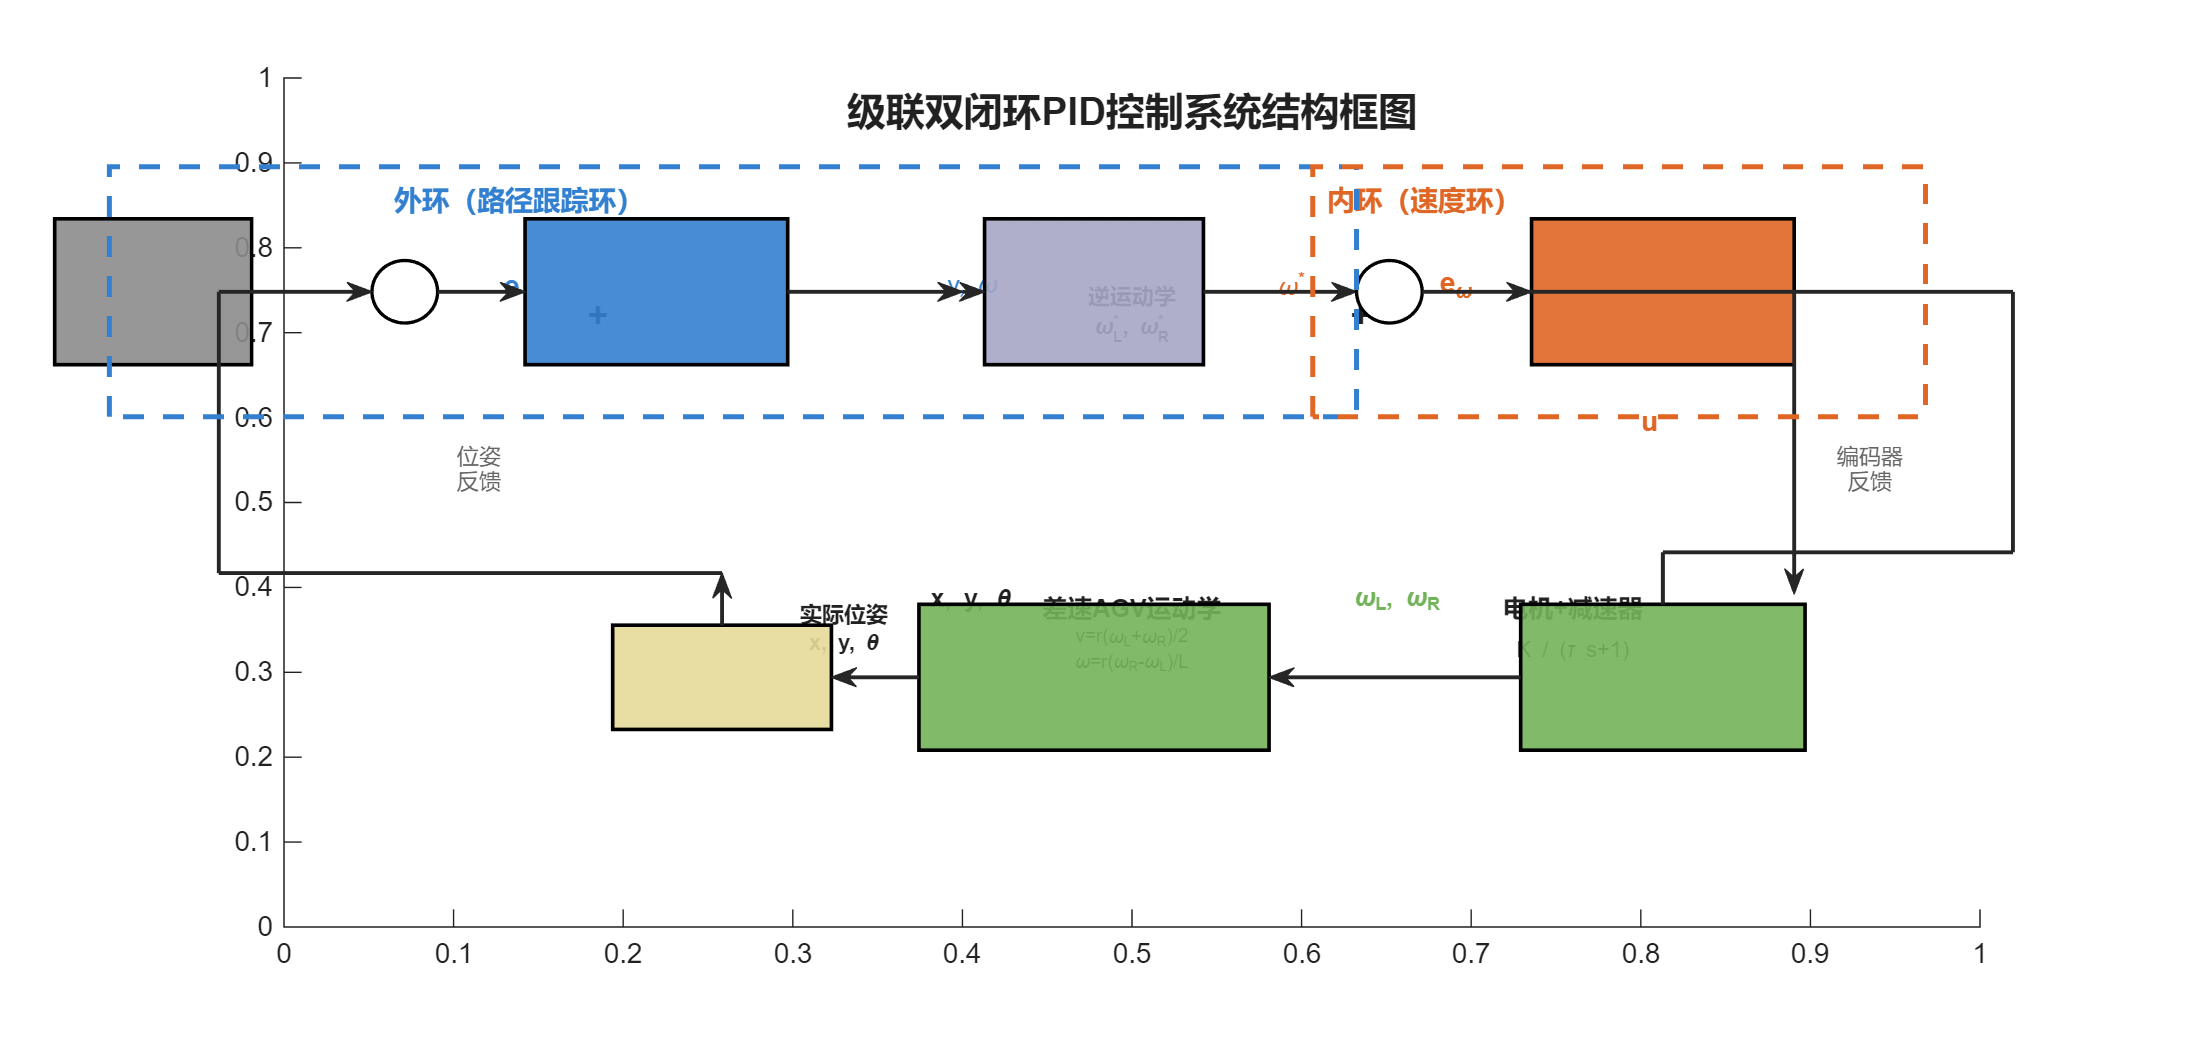 级联双闭环PID控制系统结构框图
外环（路径跟踪环）
内环（速度环）
+
逆运动学
ω*L, ω*R
ω*
+
eω
u
位姿
反馈
编码器
反馈
实际位姿
x, y, θ
x, y, θ
差速AGV运动学
v=r(ωL+ωR)/2
ω=r(ωR-ωL)/L
ωL, ωR
电机+减速器
K / (τ s+1)
1
0.9
0.8
0.7
0.6
0.5
0.4
0.3
0.2
0.1
0
0 0.1 0.2 0.3 0.4 0.5 0.6 0.7 0.8 0.9 1